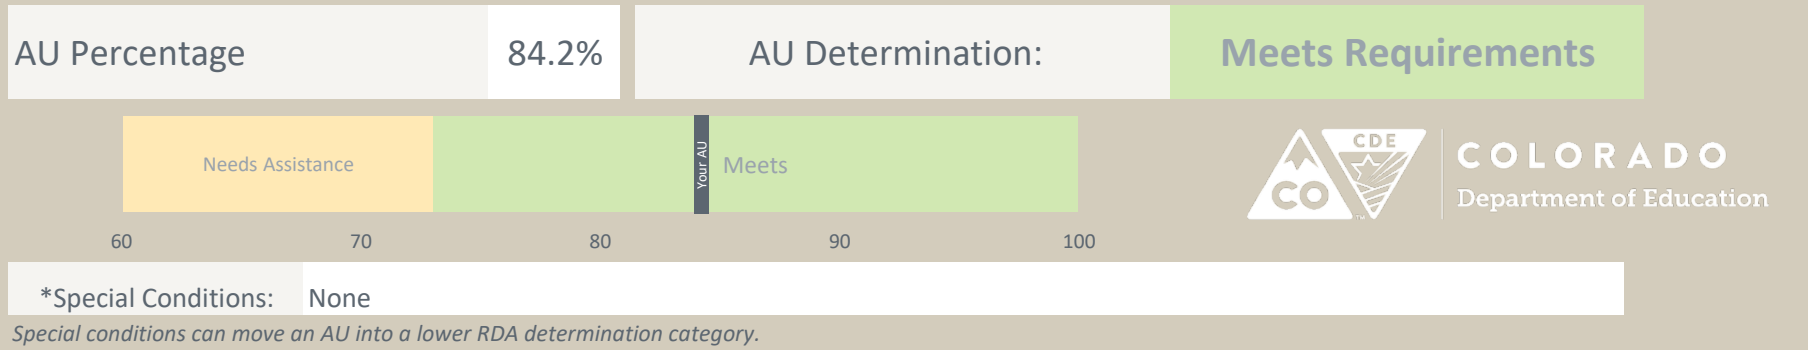 AU Percentage 84.2% AU Determination: Meets Requirements
Needs Assistance Your AU Meets
CDE
CO
TM
COLORADO
Department of Education
60 70 80 90 100
*Special Conditions: None
Special conditions can move an AU into a lower RDA determination category.